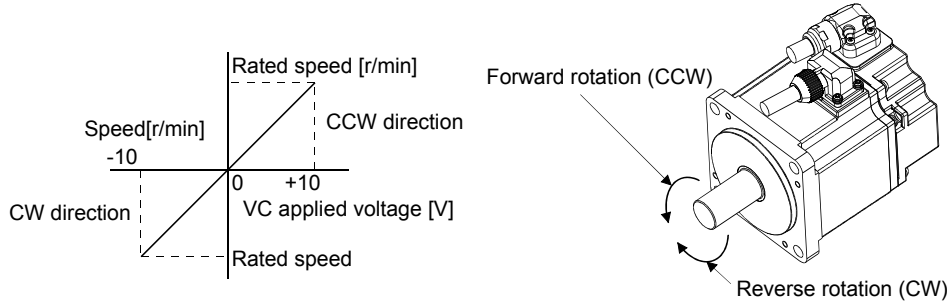 Rated speed [r/min]
Speed[r/min]
CCW direction
-10
0
+10
CW direction
VC applied voltage [V]
Rated speed
Forward rotation (CCW)
Reverse rotation (CW)